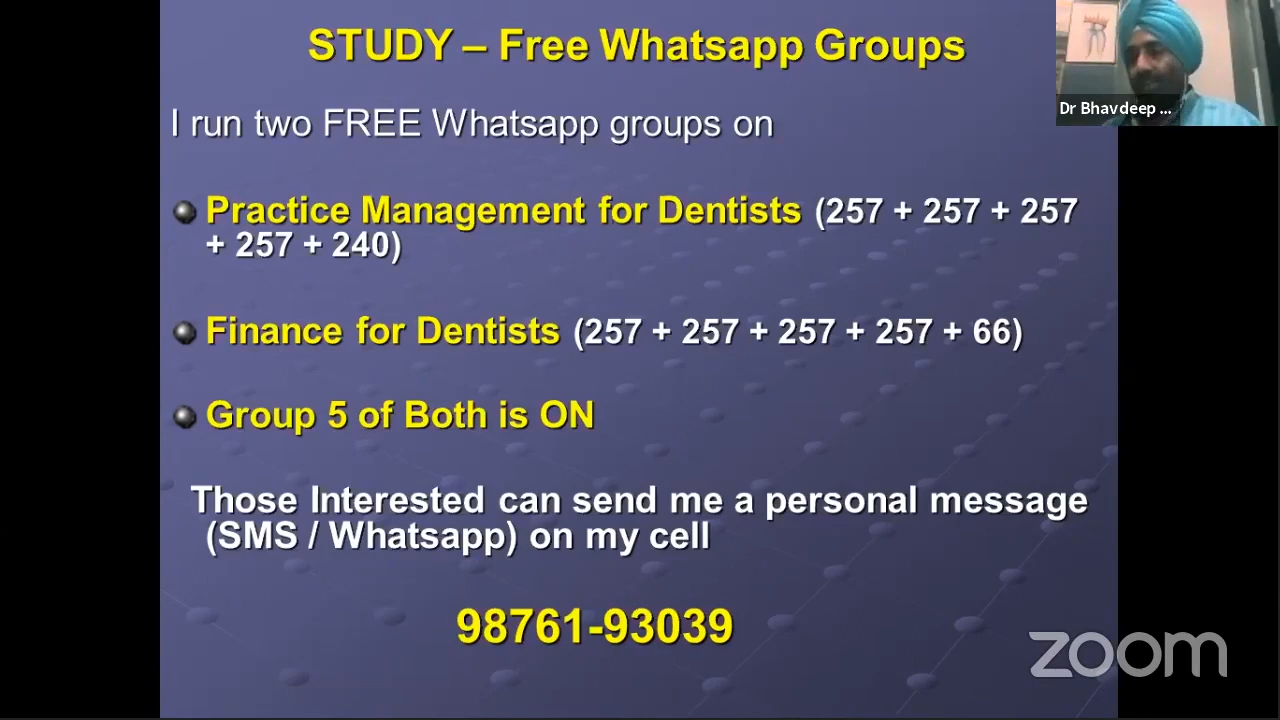 STUDY – Free Whatsapp Groups
I run two FREE Whatsapp groups on
Practice Management for Dentists (257 + 257 + 257
+ 257 + 240)
Finance for Dentists (257 + 257 + 257 + 257 + 66)
Group 5 of Both is ON
Those Interested can send me a personal message
(SMS / Whatsapp) on my cell
98761-93039
Dr Bhavdeep ...
zoom